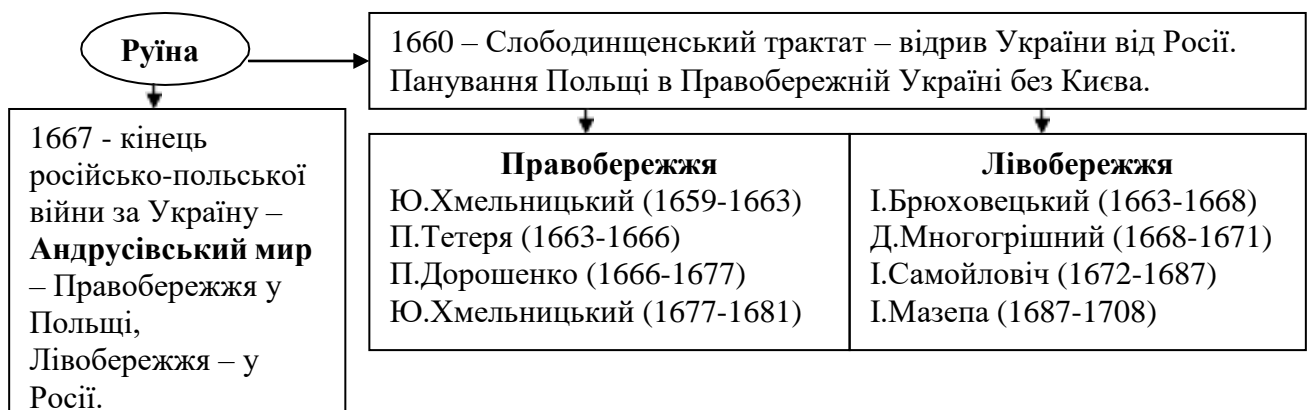 Руїна
1660 – Слободинщенський трактат – відрив України від Росії.
Панування Польщі в Правобережній Україні без Києва.
1667 - кінець
російсько-польської
війни за Україну –
Андрусівський мир
– Правобережжя у
Польщі,
Лівобережжя – у
Росії.
Правобережжя
Ю.Хмельницький (1659-1663)
П.Тетеря (1663-1666)
П.Дорошенко (1666-1677)
Ю.Хмельницький (1677-1681)
Лівобережжя
І.Брюховецький (1663-1668)
Д.Многогрішний (1668-1671)
І.Самойловіч (1672-1687)
І.Мазепа (1687-1708)